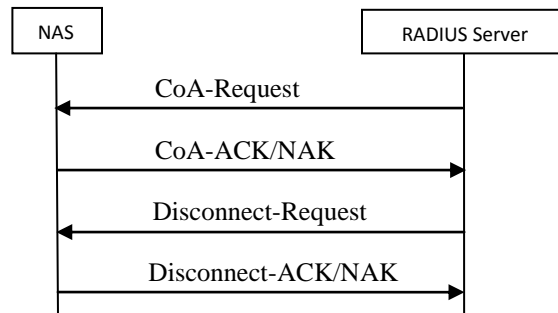 NAS
RADIUS Server
CoA-Request
CoA-ACK/NAK
Disconnect-Request
Disconnect-ACK/NAK